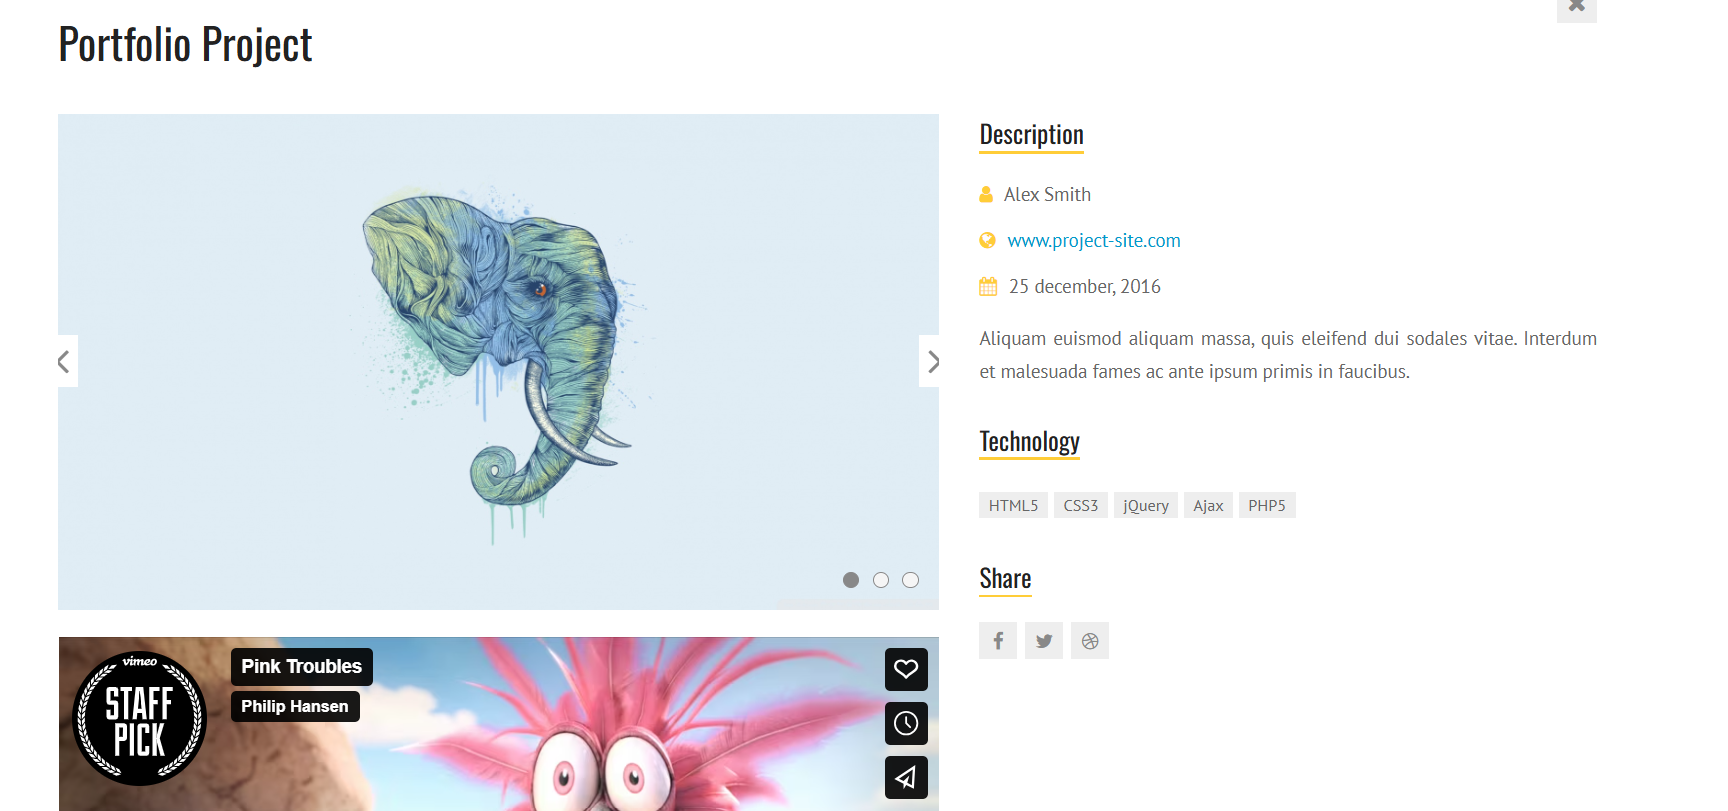 Portfolio Project
Description
Alex Smith
www.project-site.com
25 december, 2016
Aliquam euismod aliquam massa, quis eleifend dui sodales vitae. Interdum
et malesuada fames ac ante ipsum primis in faucibus.
Technology
HTML5 CSS3 jQuery Ajax PHP5
Share
vimeo
STAFF
PICK
Pink Troubles
Philip Hansen